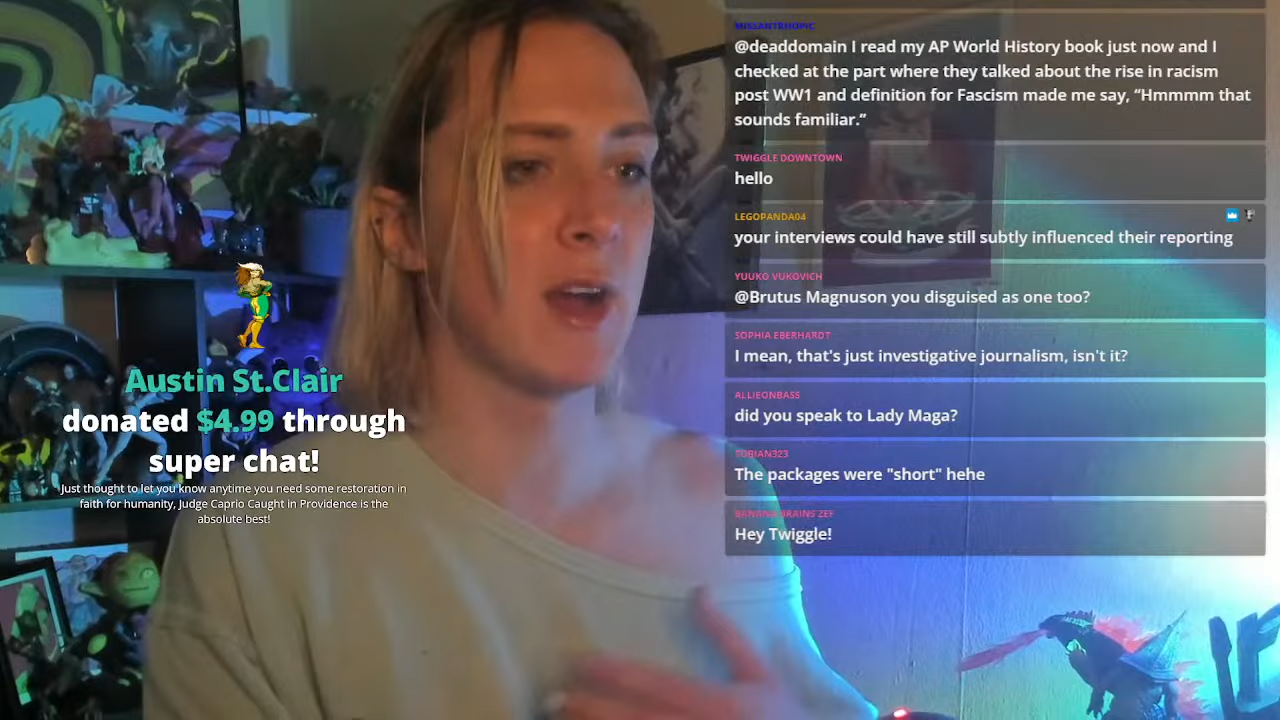 MISSANTRHOPIC
@deaddomain I read my AP World History book just now and I
checked at the part where they talked about the rise in racism
post WW1 and definition for Fascism made me say, “Hmmmm that
sounds familiar.”
TWIGGLE DOWNTOWN
hello
LEGOPANDA04
your interviews could have still subtly influenced their reporting
YUUKO VUKOVICH
@Brutus Magnuson you disguised as one too?
SOPHIA EBERHARDT
I mean, that's just investigative journalism, isn't it?
ALLIEONBASS
did you speak to Lady Maga?
TOBIAN323
The packages were "short" hehe
BANANA BRAINS ZEF
Hey Twiggle!
Austin St.Clair
donated $4.99 through
super chat!
Just thought to let you know anytime you need some restoration in
faith for humanity, Judge Caprio Caught in Providence is the
absolute best!